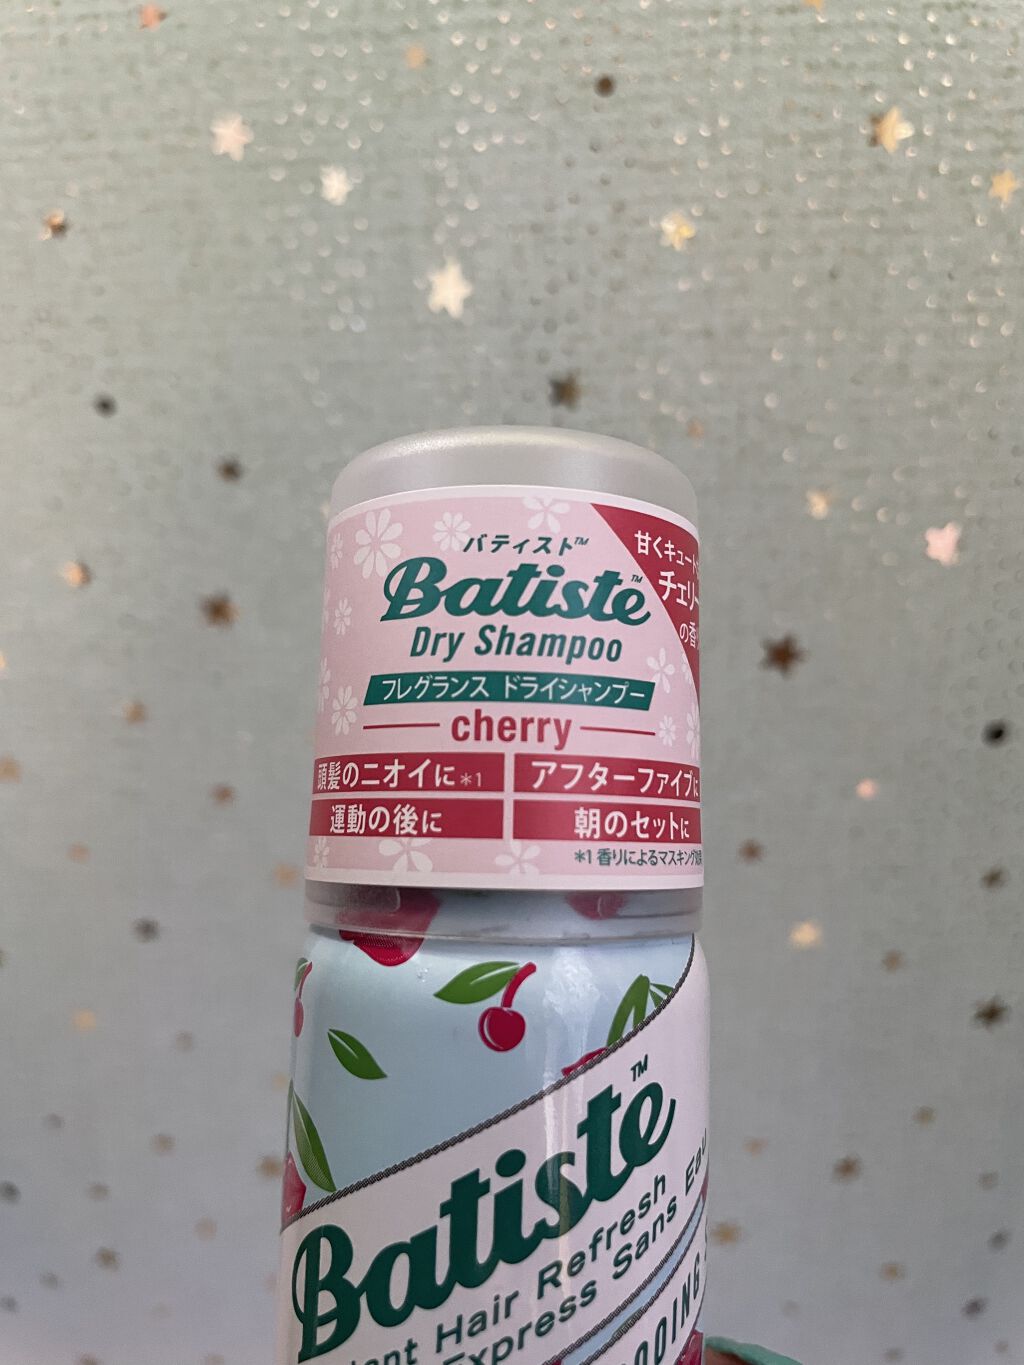 バティスト™
Batiste™
Dry Shampoo
フレグランス ドライシャンプー
cherry
甘くキュート
チェリー
の香
頭髪のニオイに*1
アフターファイブに
運動の後に
朝のセットに
*1 香りによるマスキング効果
Batiste™
Hair Refresh
Express Sans Eau